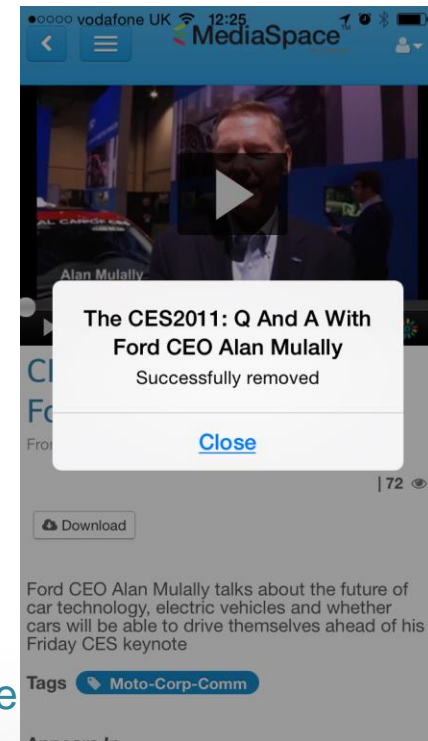 vodafone UK 12:25
MediaSpace™
Alan Mulally
The CES2011: Q And A With
Ford CEO Alan Mulally
Successfully removed
Close
| 72
Download
Ford CEO Alan Mulally talks about the future of
car technology, electric vehicles and whether
cars will be able to drive themselves ahead of his
Friday CES keynote
Tags Moto-Corp-Comm